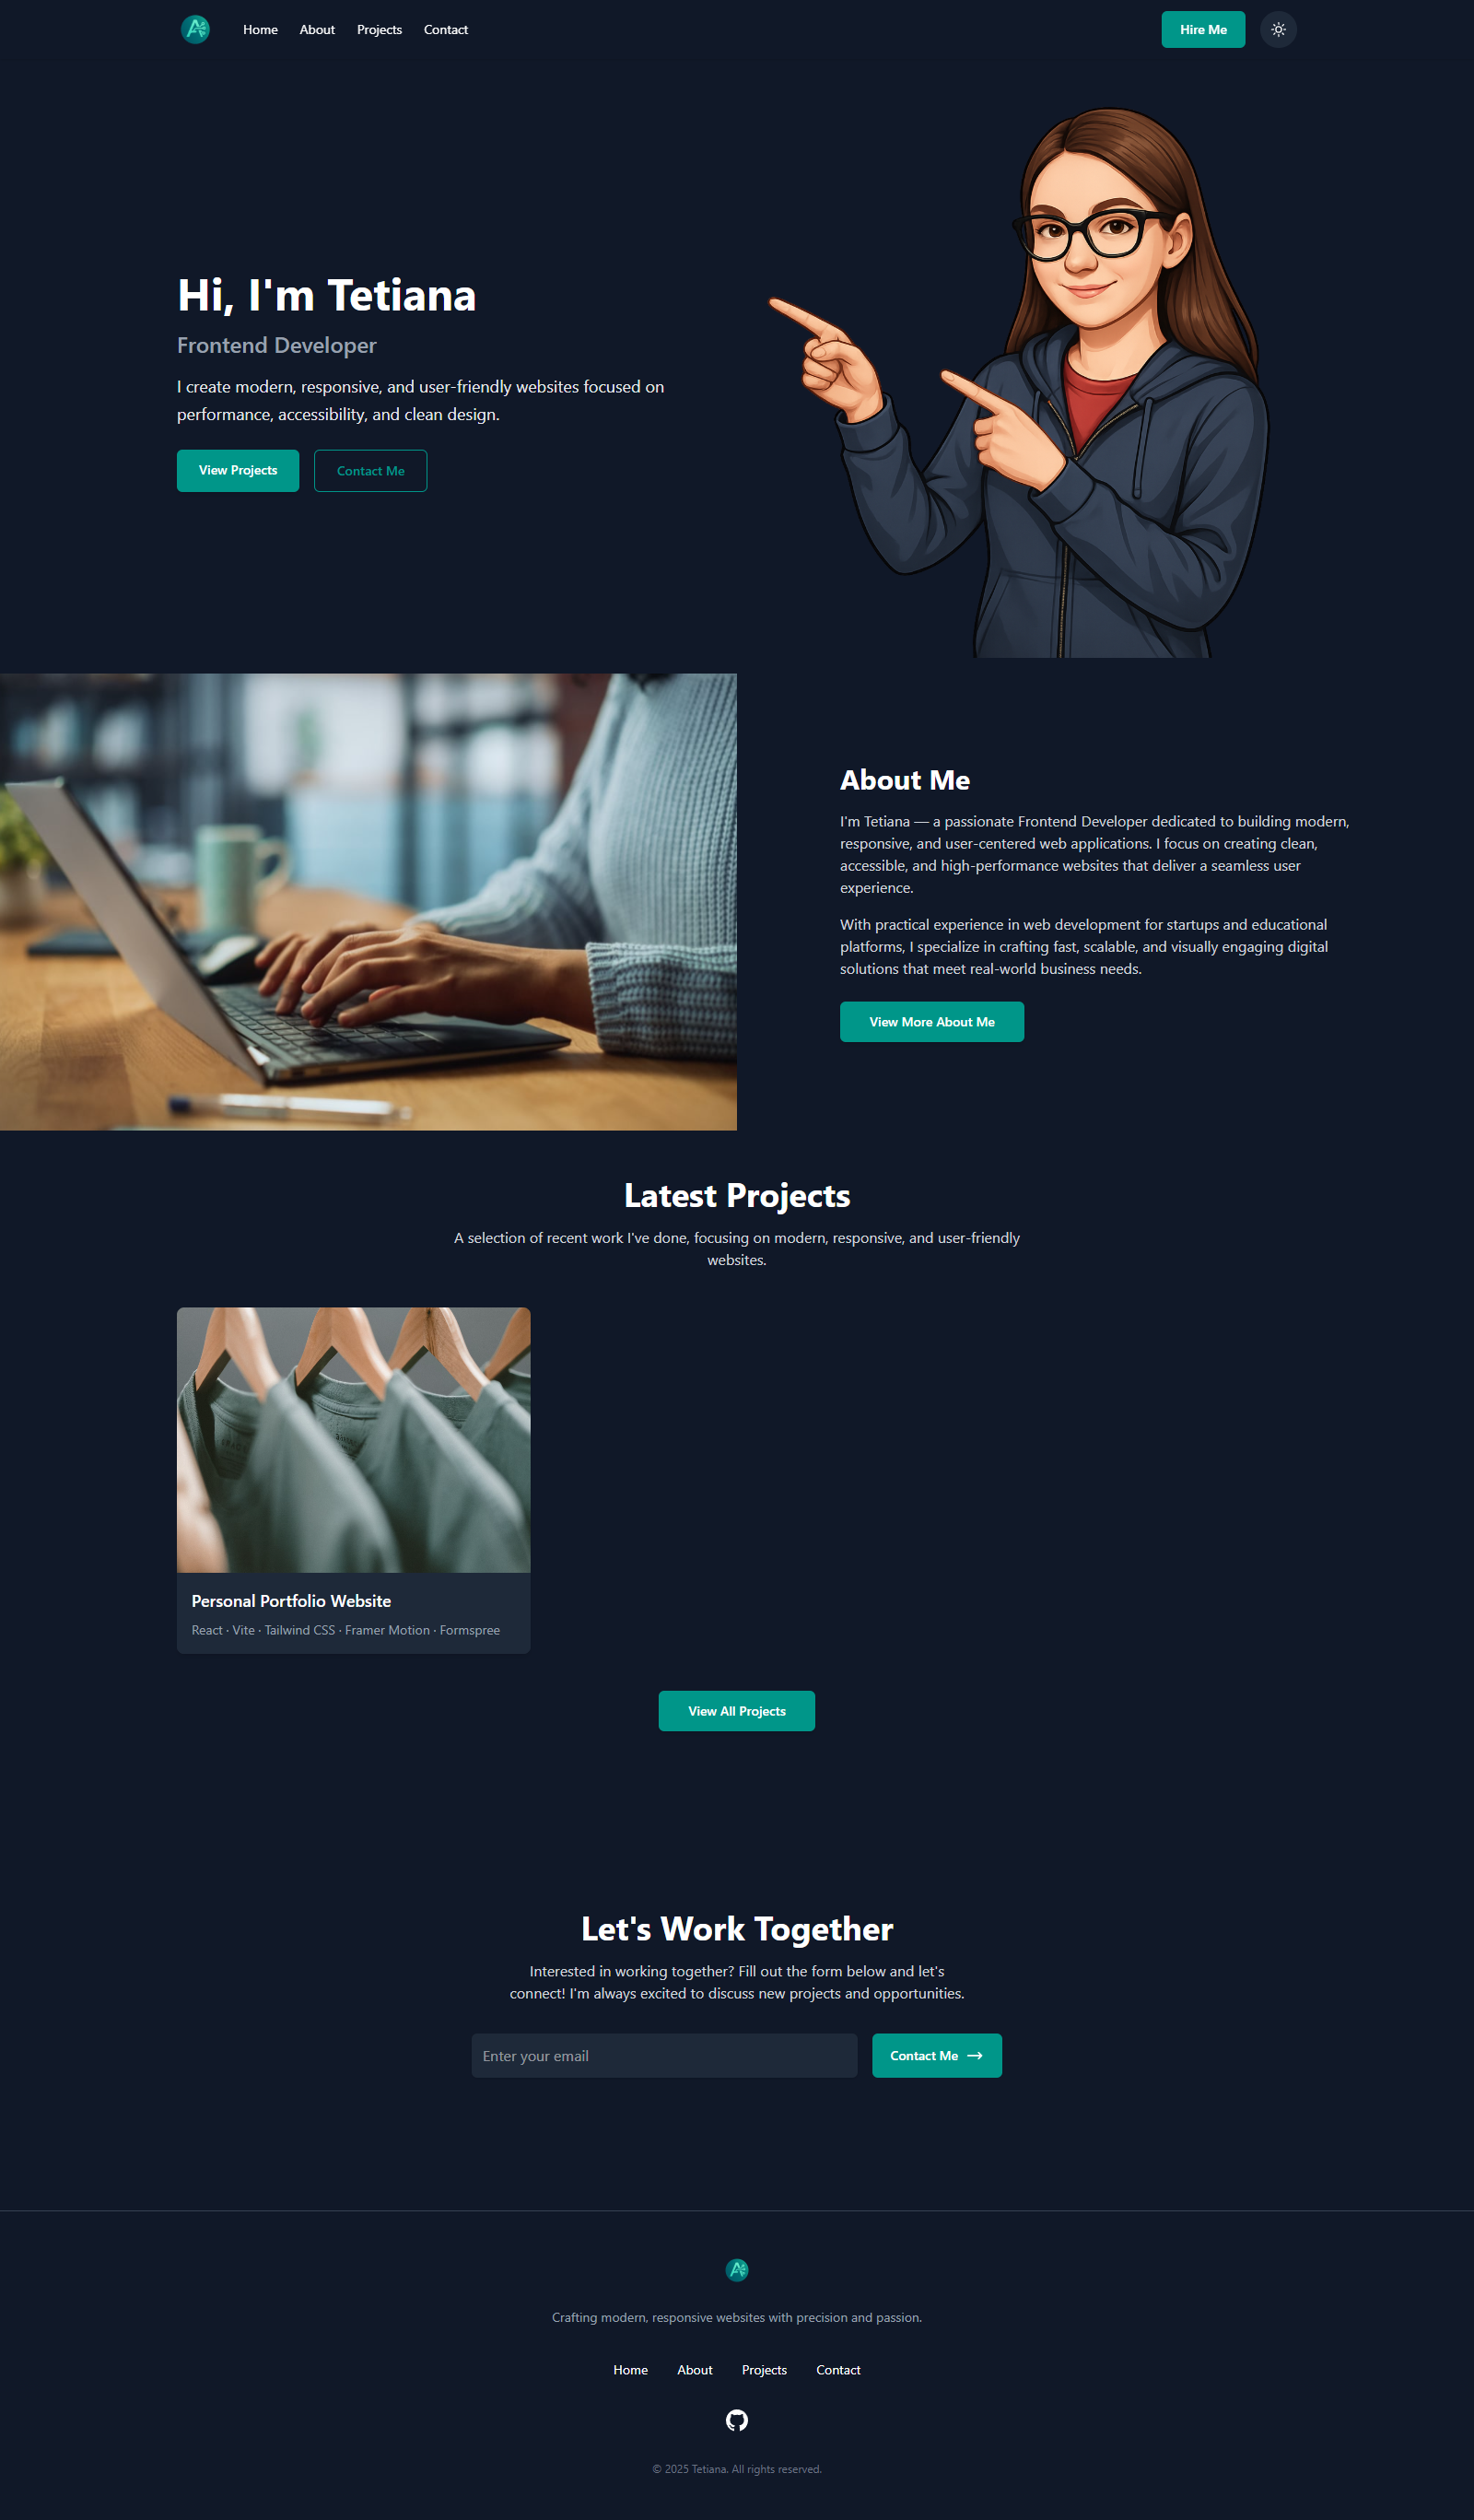 Home About Projects Contact Hire Me
Hi, I'm Tetiana
Frontend Developer
I create modern, responsive, and user-friendly websites focused on
performance, accessibility, and clean design.
View Projects Contact Me
About Me
I'm Tetiana — a passionate Frontend Developer dedicated to building modern,
responsive, and user-centered web applications. I focus on creating clean,
accessible, and high-performance websites that deliver a seamless user
experience.
With practical experience in web development for startups and educational
platforms, I specialize in crafting fast, scalable, and visually engaging digital
solutions that meet real-world business needs.
View More About Me
Latest Projects
A selection of recent work I've done, focusing on modern, responsive, and user-friendly
websites.
Personal Portfolio Website
React · Vite · Tailwind CSS · Framer Motion · Formspree
View All Projects
Let's Work Together
Interested in working together? Fill out the form below and let's
connect! I'm always excited to discuss new projects and opportunities.
Enter your email Contact Me →
Crafting modern, responsive websites with precision and passion.
Home About Projects Contact
© 2025 Tetiana. All rights reserved.